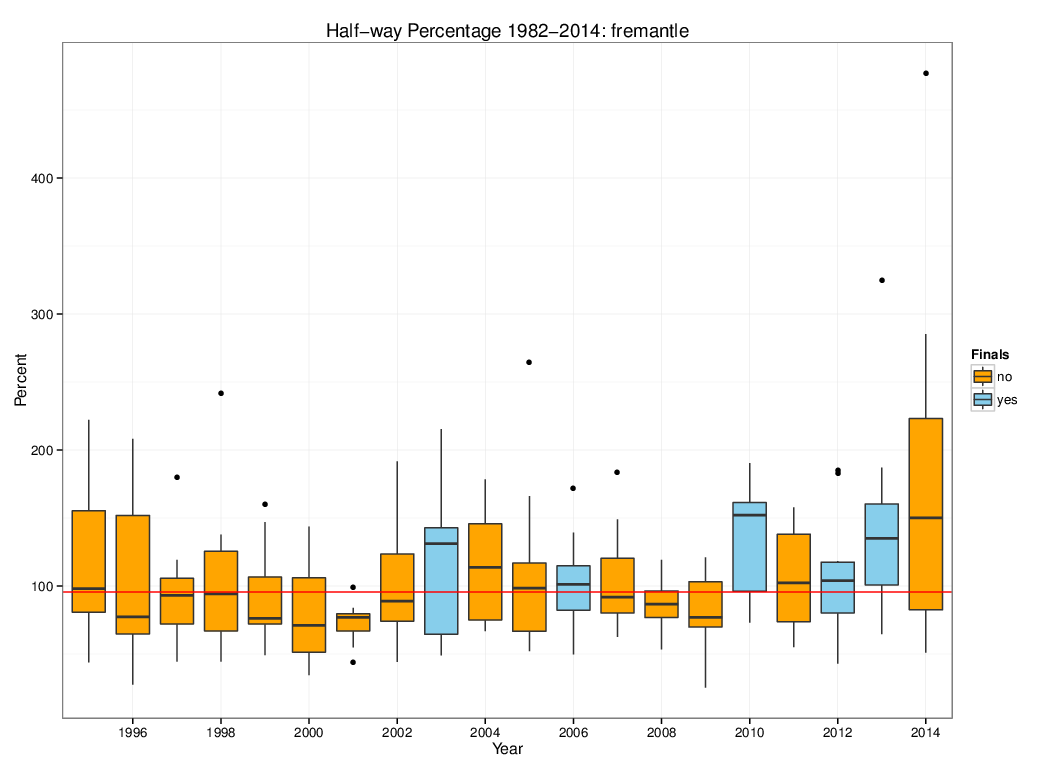 Half−way Percentage 1982−2014: fremantle
Percent
400
300
200
100
1996 1998 2000 2002 2004 2006 2008 2010 2012 2014
Year
Finals
no
yes